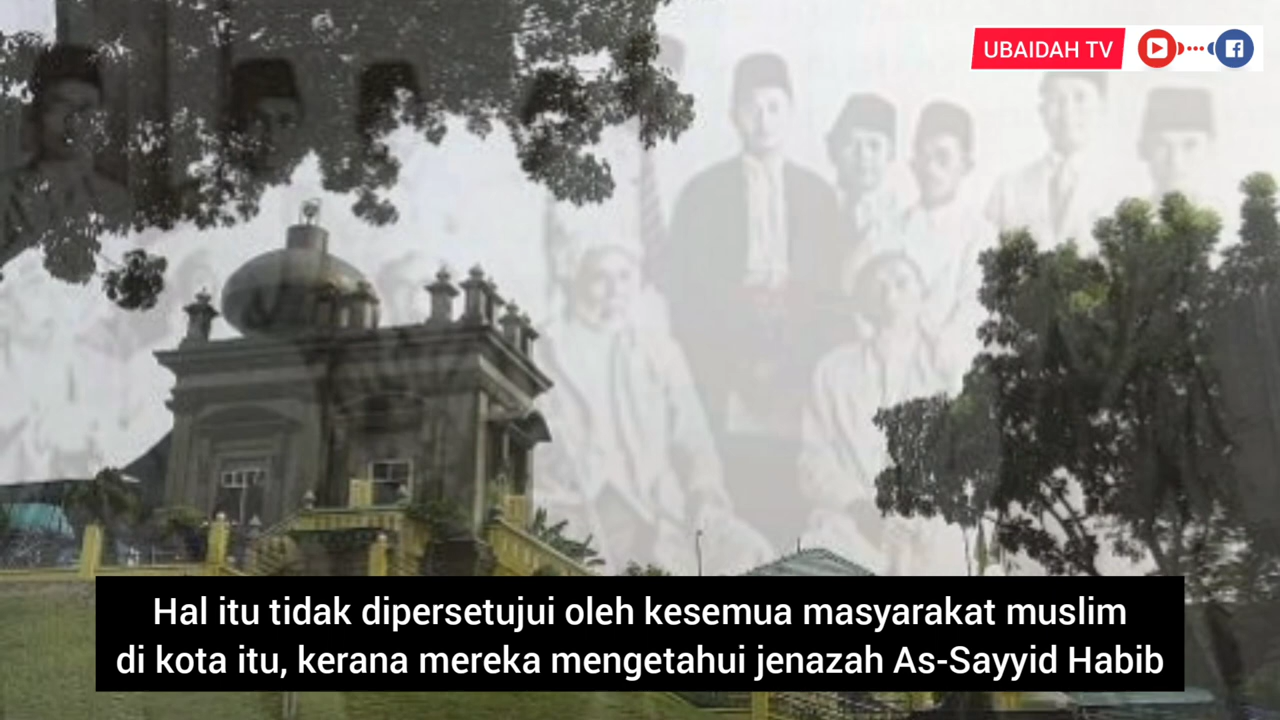 UBAIDAH TV
Hal itu tidak dipersetujui oleh kesemua masyarakat muslim
di kota itu, kerana mereka mengetahui jenazah As-Sayyid Habib